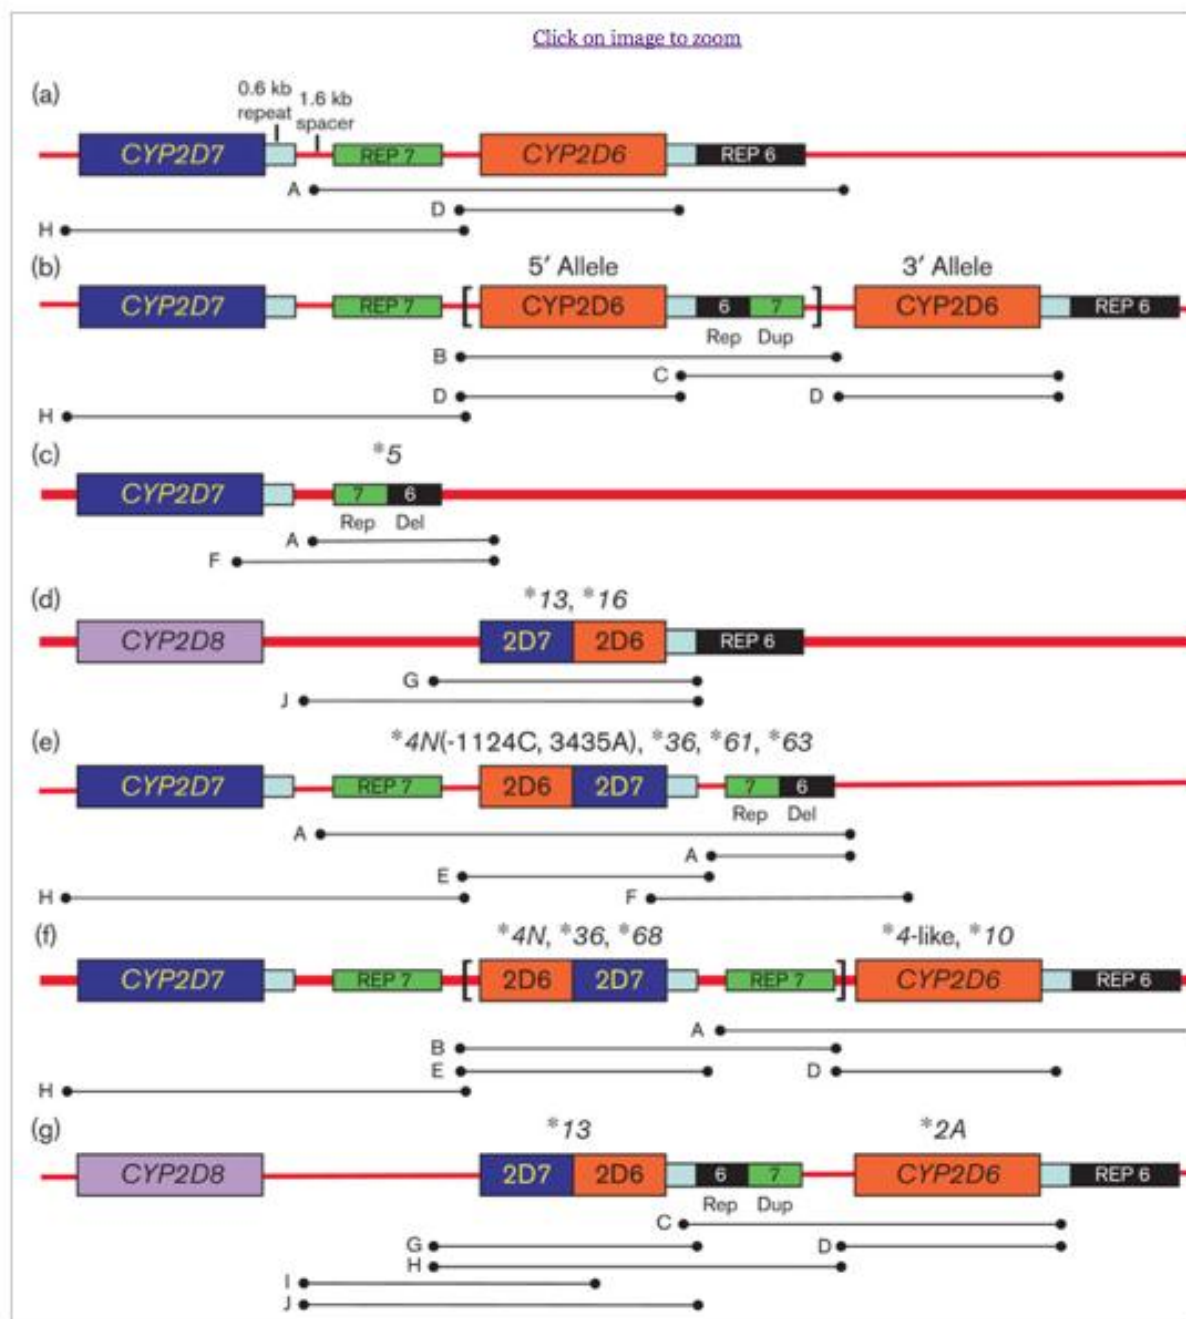 Click on image to zoom
(a)
0.6 kb
repeat
1.6 kb
spacer
CYP2D7
REP 7
CYP2D6
REP 6
A
D
H
(b)
5′ Allele
3′ Allele
CYP2D7
REP 7
[
CYP2D6
6
7
]
CYP2D6
REP 6
Rep
Dup
B
C
D
D
H
(c)
*5
CYP2D7
7
6
Rep
Del
A
F
(d)
*13, *16
CYP2D8
2D7
2D6
REP 6
G
J
(e)
*4N(-1124C, 3435A), *36, *61, *63
CYP2D7
REP 7
2D6
2D7
7
6
Rep
Del
A
A
E
H
F
(f)
*4N, *36, *68
*4-like, *10
CYP2D7
REP 7
[
2D6
2D7
REP 7
]
CYP2D6
REP 6
A
B
E
D
H
(g)
*13
*2A
CYP2D8
2D7
2D6
6
7
CYP2D6
REP 6
Rep
Dup
C
G
D
H
I
J